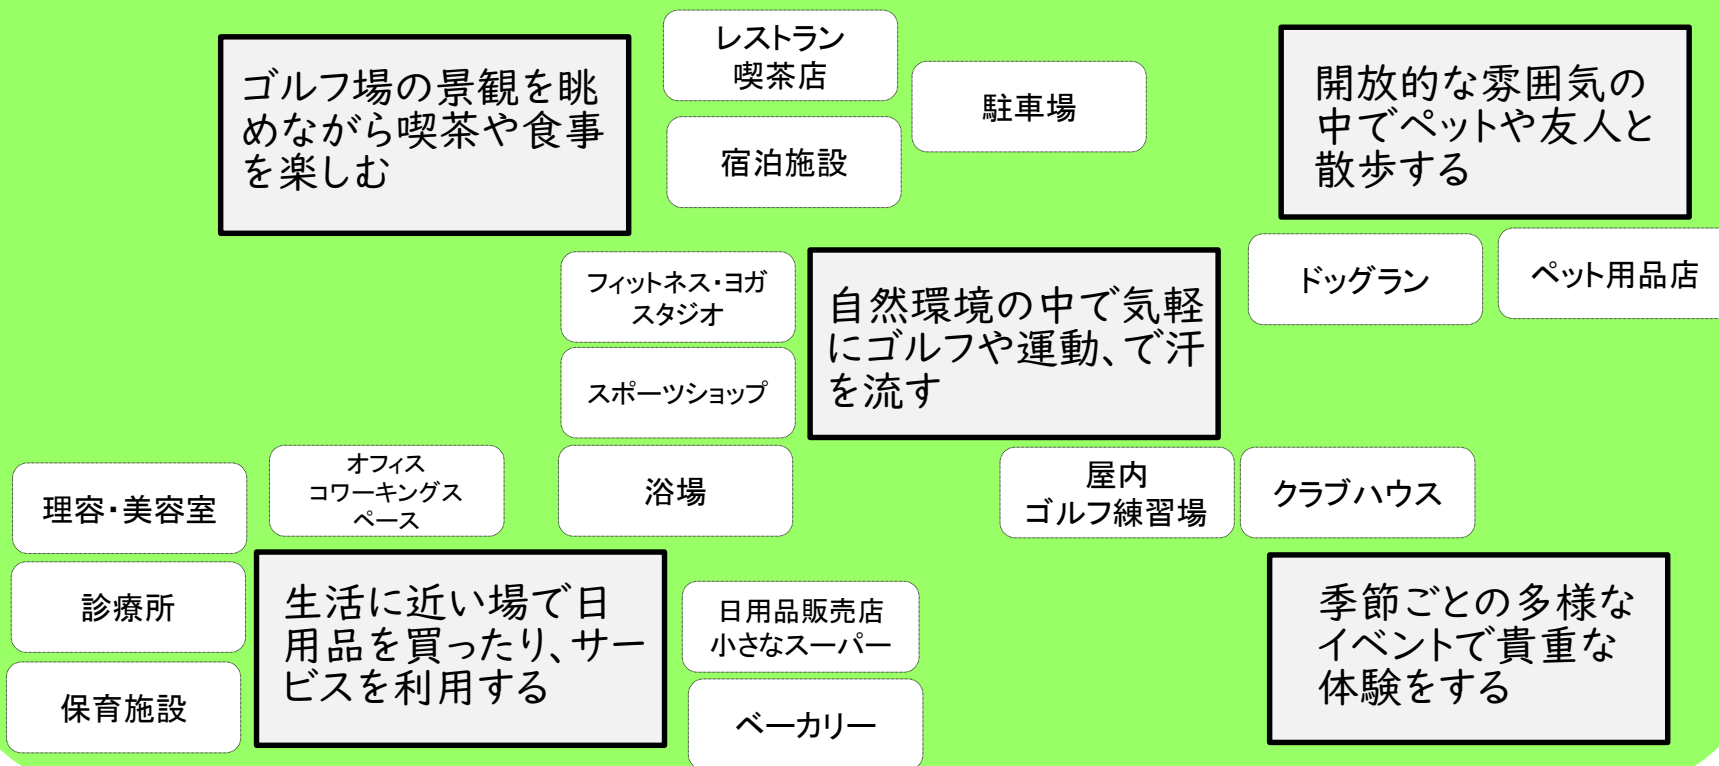 レストラン
喫茶店
ゴルフ場の景観を眺
めながら喫茶や食事
を楽しむ
駐車場
宿泊施設
開放的な雰囲気の
中でペットや友人と
散歩する
ドッグラン
ペット用品店
フィットネス・ヨガ
スタジオ
スポーツショップ
浴場
自然環境の中で気軽
にゴルフや運動、で汗
を流す
屋内
ゴルフ練習場
クラブハウス
理容・美容室
オフィス
コワーキングス
ペース
診療所
保育施設
生活に近い場で日
用品を買ったり、サー
ビスを利用する
日用品販売店
小さなスーパー
ベーカリー
季節ごとの多様な
イベントで貴重な
体験をする